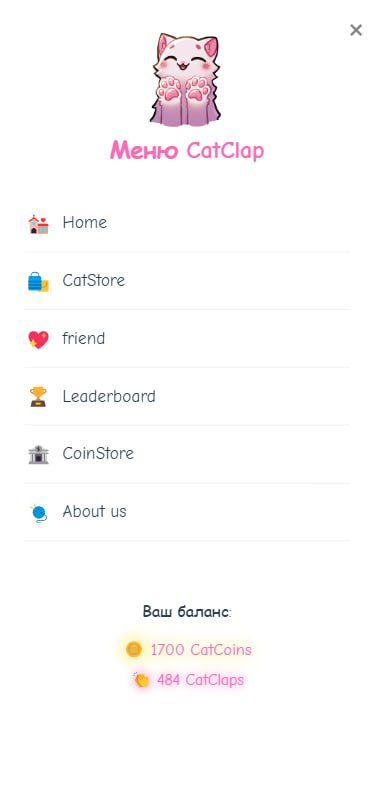 Меню CatClap
Home
CatStore
friend
Leaderboard
CoinStore
About us
Ваш баланс:
1700 CatCoins
484 CatClaps